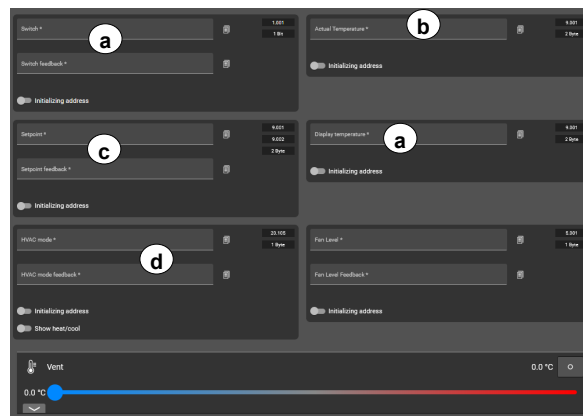 Switch *
1.001
1 Bit
a
Switch feedback *
Initializing address
Actual Temperature *
9.001
2 Byte
b
Initializing address
Setpoint *
9.001
9.002
2 Byte
c
Setpoint feedback *
Initializing address
Display temperature *
9.001
2 Byte
a
Initializing address
HVAC mode *
20.105
1 Byte
d
HVAC mode feedback *
Initializing address
Show heat/cool
Fan Level *
5.001
1 Byte
Fan Level Feedback *
Initializing address
Vent
0.0 °C
0.0 °C